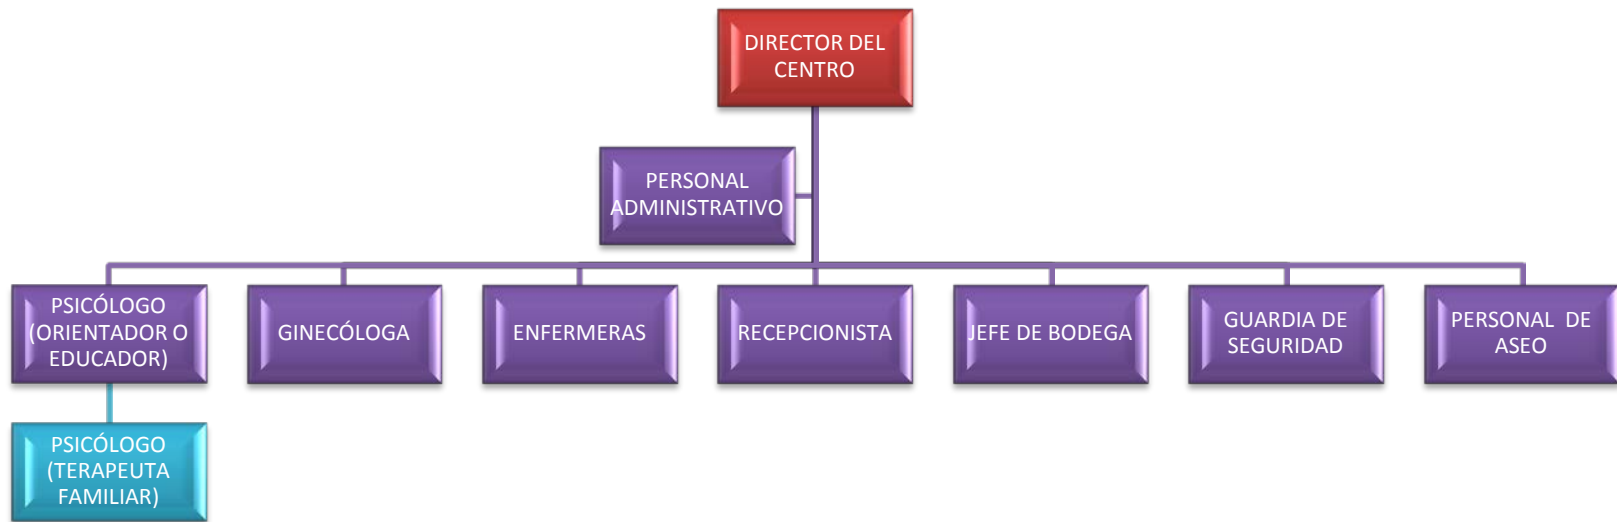 DIRECTOR DEL
CENTRO
PERSONAL
ADMINISTRATIVO
PSICÓLOGO
(ORIENTADOR O
EDUCADOR)
GINECÓLOGA
ENFERMERAS
RECEPCIONISTA
JEFE DE BODEGA
GUARDIA DE
SEGURIDAD
PERSONAL DE
ASEO
PSICÓLOGO
(TERAPEUTA
FAMILIAR)